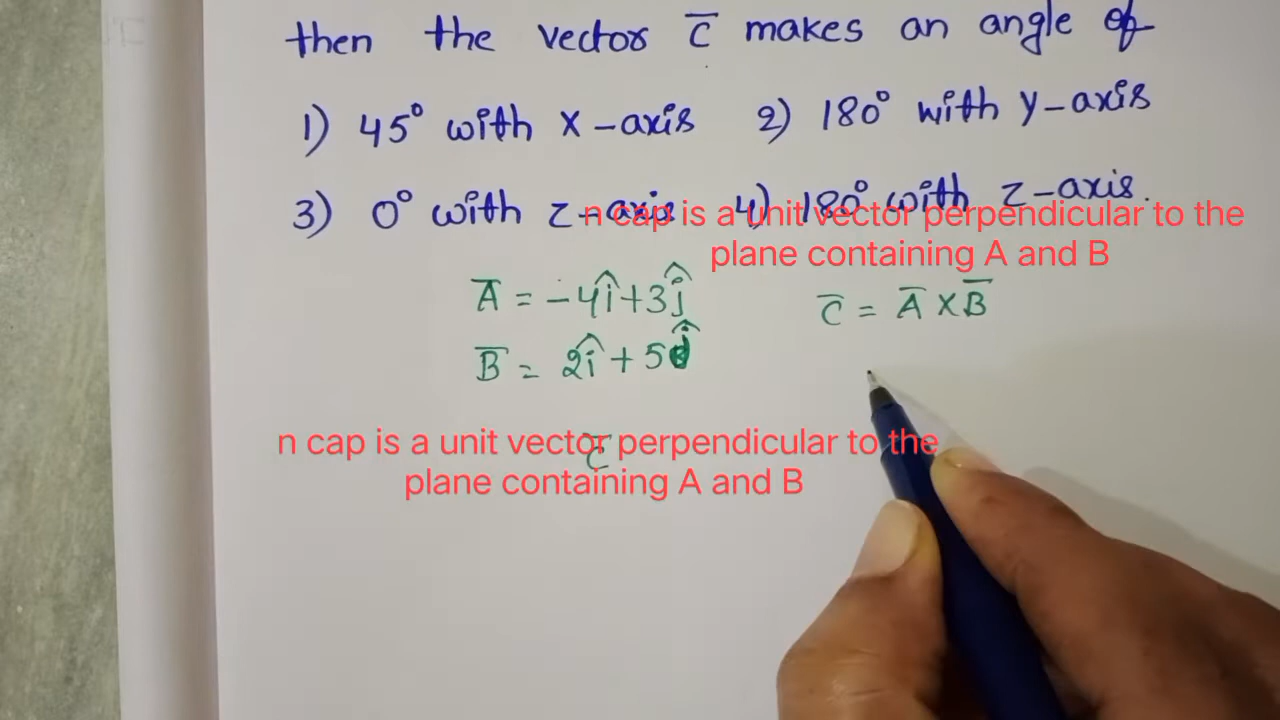 then the vector c̅ makes an angle of
1) 45° with x-axis 2) 180° with y-axis
3) 0° with z-axis 4) 180° with z-axis.
n cap is a unit vector perpendicular to the
plane containing A and B
A̅ = -4î+3ĵ
B̅ = 2î + 5ĵ
c̅ = A̅ × B̅
n cap is a unit vector perpendicular to the
plane containing A and B
c̅